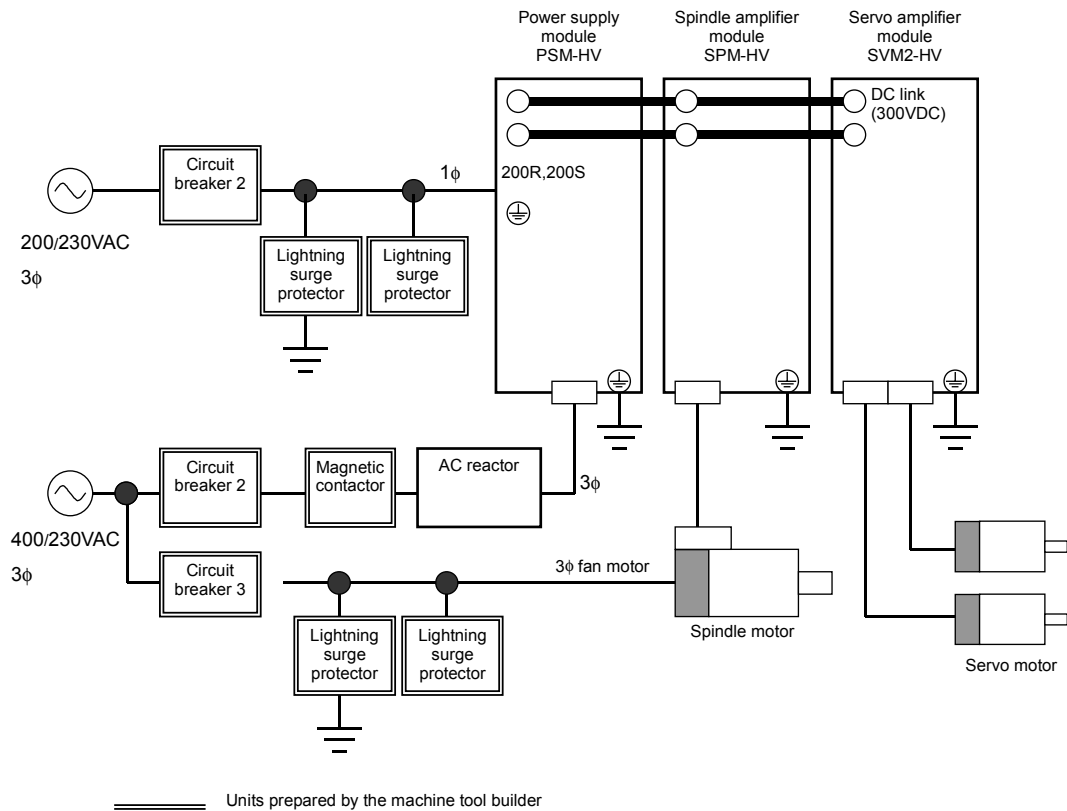 Power supply
module
PSM-HV
Spindle amplifier
module
SPM-HV
Servo amplifier
module
SVM2-HV
DC link
(300VDC)
Circuit
breaker 2
1ϕ
200R,200S
200/230VAC
3ϕ
Lightning
surge
protector
Lightning
surge
protector
Circuit
breaker 2
Magnetic
contactor
AC reactor
3ϕ
400/230VAC
3ϕ
Circuit
breaker 3
3ϕ fan motor
Lightning
surge
protector
Lightning
surge
protector
Spindle motor
Servo motor
Units prepared by the machine tool builder